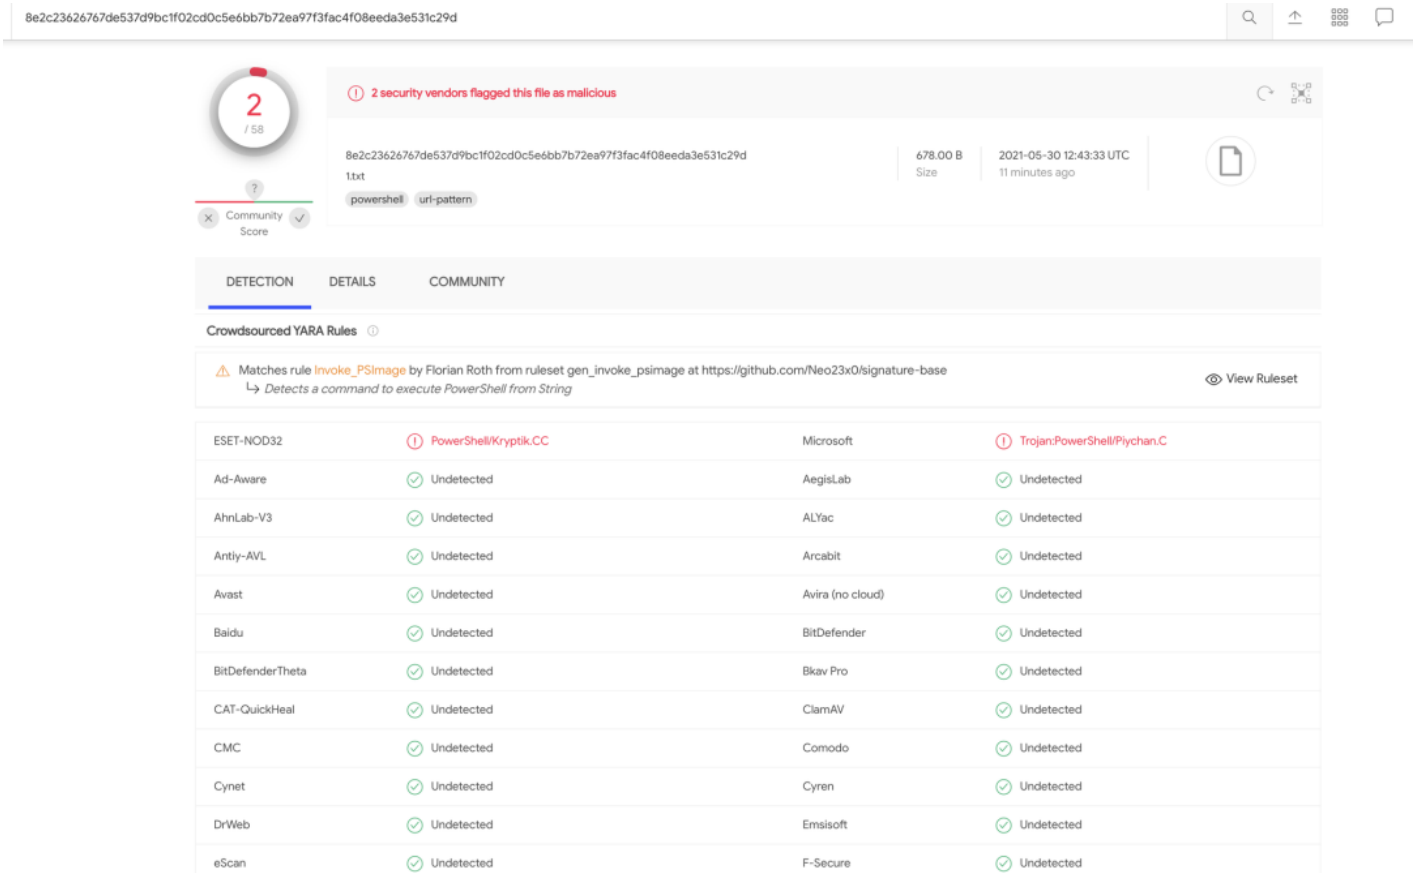 8e2c23626767de537d9bc1f02cd0c5e6bb7b72ea97f3fac4f08eeda3e531c29d
2
/ 58
?
Community
Score
2 security vendors flagged this file as malicious
8e2c23626767de537d9bc1f02cd0c5e6bb7b72ea97f3fac4f08eeda3e531c29d
1.txt
powershell url-pattern
678.00 B
Size
2021-05-30 12:43:33 UTC
11 minutes ago
DETECTION DETAILS COMMUNITY
Crowdsourced YARA Rules
Matches rule Invoke_PSImage by Florian Roth from ruleset gen_invoke_psimage at https://github.com/Neo23x0/signature-base
Detects a command to execute PowerShell from String
View Ruleset
ESET-NOD32 PowerShell/Kryptik.CC Microsoft Trojan:PowerShell/Piychan.C
Ad-Aware Undetected AegisLab Undetected
AhnLab-V3 Undetected ALYac Undetected
Antiy-AVL Undetected Arcabit Undetected
Avast Undetected Avira (no cloud) Undetected
Baidu Undetected BitDefender Undetected
BitDefenderTheta Undetected Bkav Pro Undetected
CAT-QuickHeal Undetected ClamAV Undetected
CMC Undetected Comodo Undetected
Cynet Undetected Cyren Undetected
DrWeb Undetected Emsisoft Undetected
eScan Undetected F-Secure Undetected